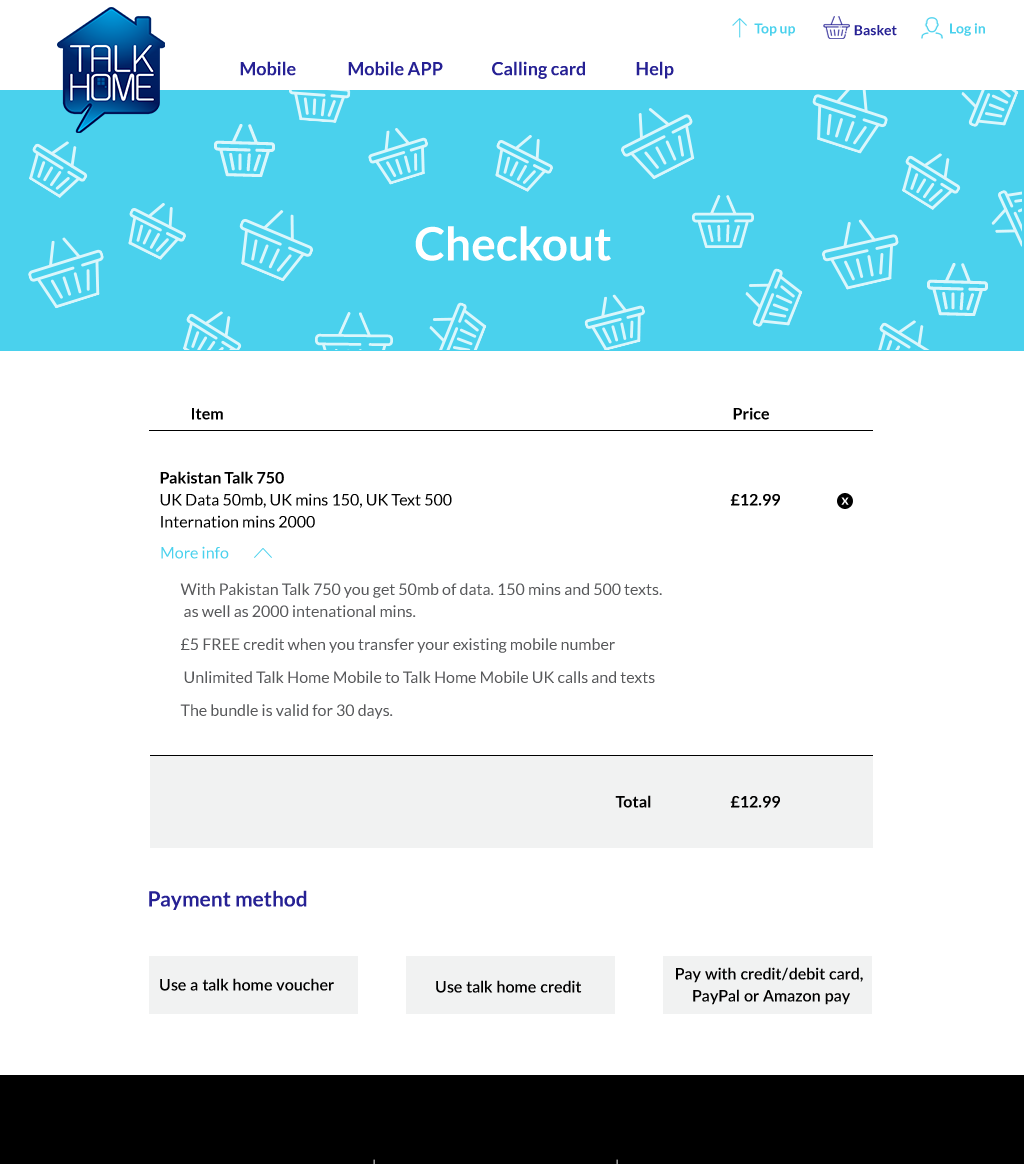 TALK
HOME
Top up
Basket
Log in
Mobile
Mobile APP
Calling card
Help
Checkout
Item
Price
Pakistan Talk 750
UK Data 50mb, UK mins 150, UK Text 500
£12.99
X
Internation mins 2000
More info
With Pakistan Talk 750 you get 50mb of data. 150 mins and 500 texts.
as well as 2000 intenational mins.
£5 FREE credit when you transfer your existing mobile number
Unlimited Talk Home Mobile to Talk Home Mobile UK calls and texts
The bundle is valid for 30 days.
Total
£12.99
Payment method
Use a talk home voucher
Use talk home credit
Pay with credit/debit card,
PayPal or Amazon pay